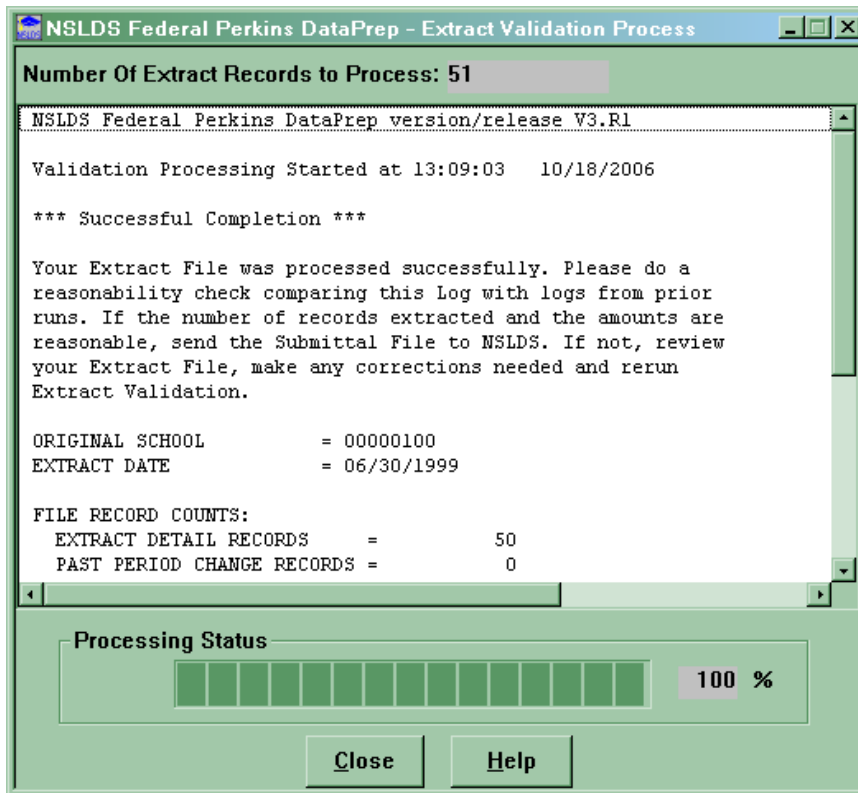 NSLDS Federal Perkins DataPrep - Extract Validation Process
Number Of Extract Records to Process: 51
NSLDS Federal Perkins DataPrep version/release V3.R1
Validation Processing Started at 13:09:03 10/18/2006
*** Successful Completion ***
Your Extract File was processed successfully. Please do a
reasonability check comparing this Log with logs from prior
runs. If the number of records extracted and the amounts are
reasonable, send the Submittal File to NSLDS. If not, review
your Extract File, make any corrections needed and rerun
Extract Validation.
ORIGINAL SCHOOL = 00000100
EXTRACT DATE = 06/30/1999
FILE RECORD COUNTS:
EXTRACT DETAIL RECORDS = 50
PAST PERIOD CHANGE RECORDS = 0
Processing Status
100 %
Close Help